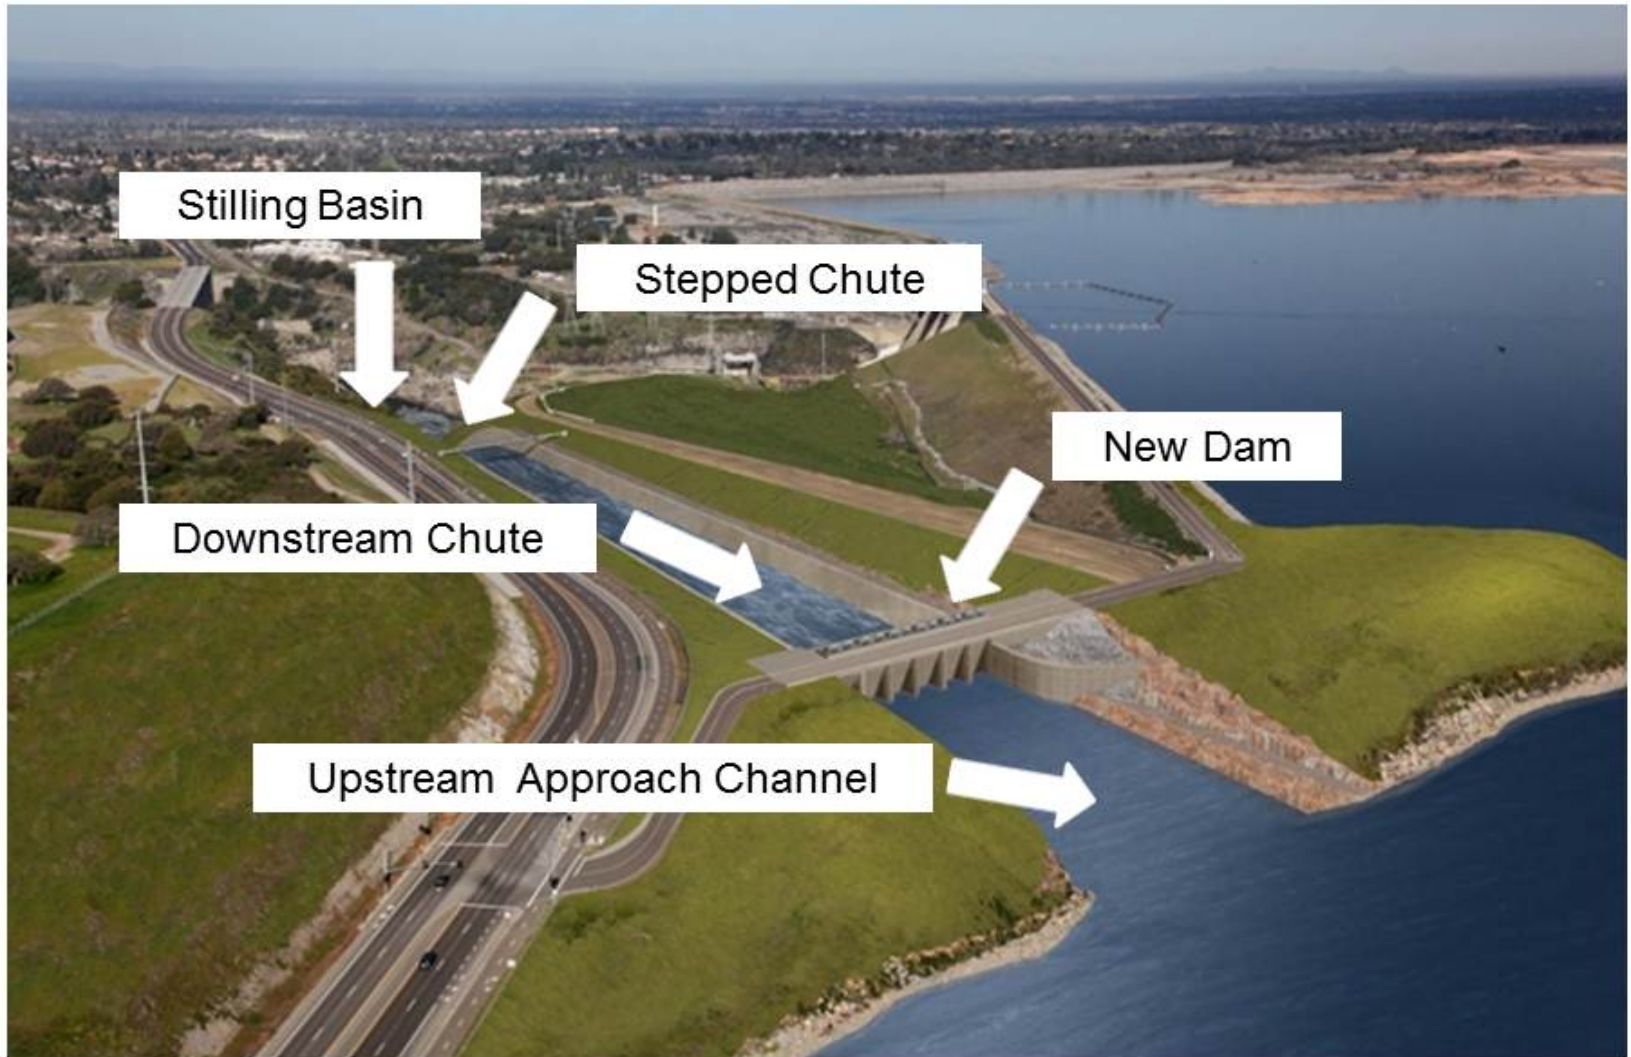 Stilling Basin
Stepped Chute
New Dam
Downstream Chute
Upstream Approach Channel